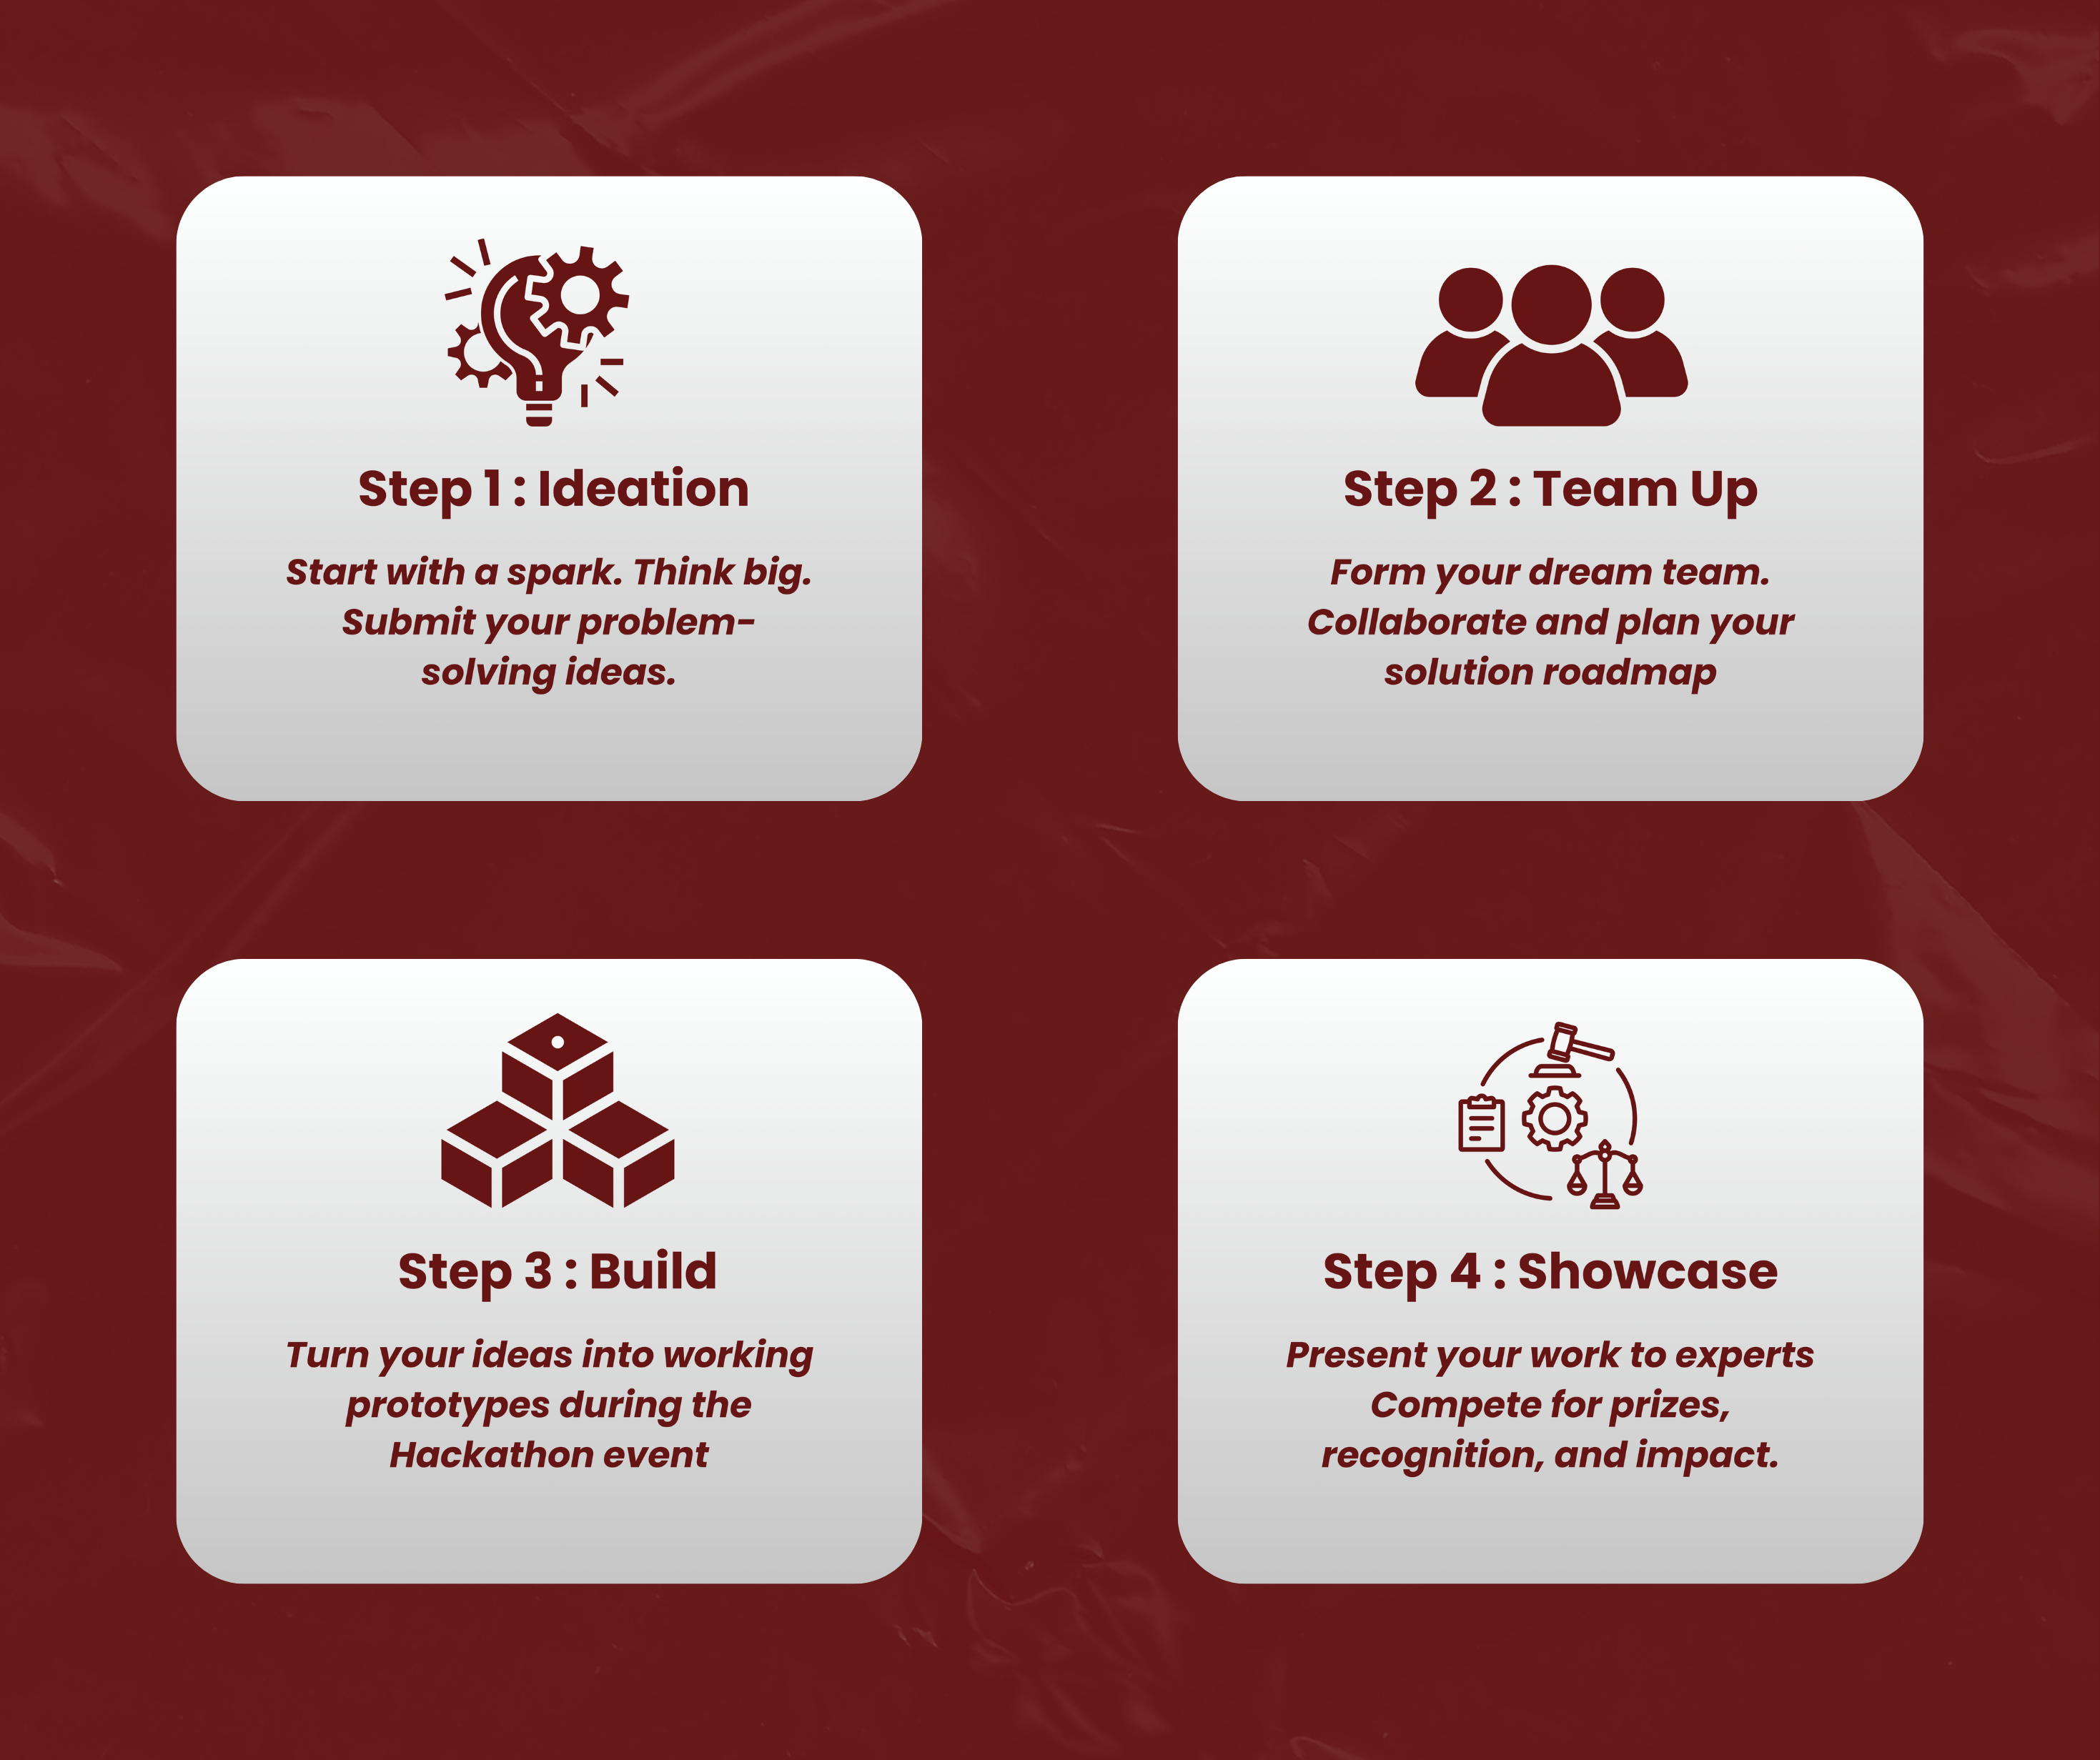 Step 1 : Ideation
Start with a spark. Think big.
Submit your problem-
solving ideas.
Step 2 : Team Up
Form your dream team.
Collaborate and plan your
solution roadmap
Step 3 : Build
Turn your ideas into working
prototypes during the
Hackathon event
Step 4 : Showcase
Present your work to experts
Compete for prizes,
recognition, and impact.